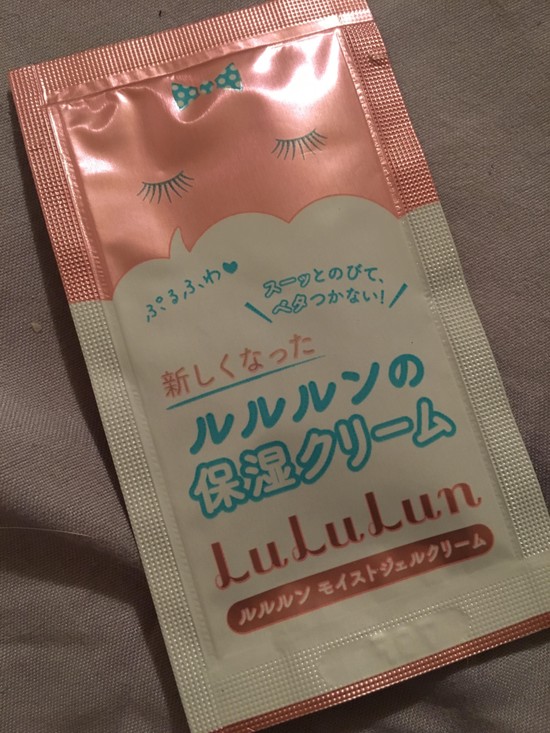 ぷるふわ♥
スーッとのびて、
ベタつかない!
新しくなった
ルルルンの
保湿クリーム
LuLuLun
ルルルン モイストジェルクリーム